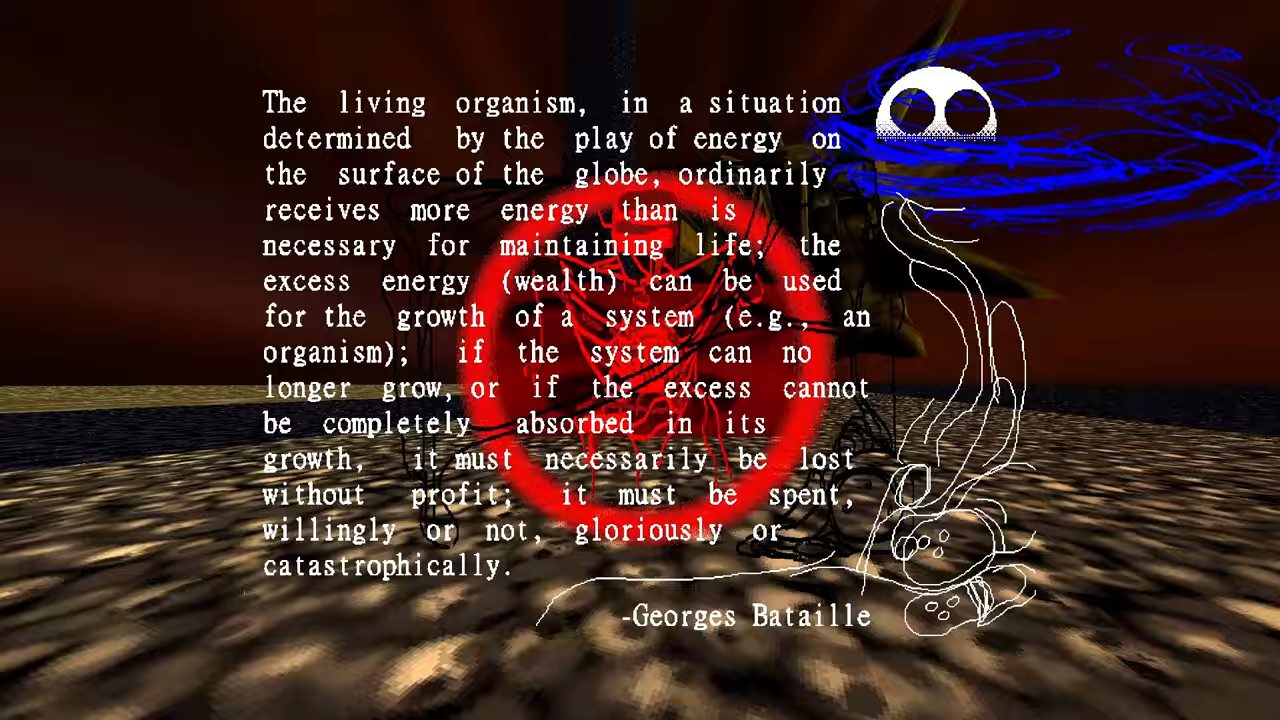 The living organism, in a situation
determined by the play of energy on
the surface of the globe, ordinarily
receives more energy than is
necessary for maintaining life; the
excess energy (wealth) can be used
for the growth of a system (e.g., an
organism); if the system can no
longer grow, or if the excess cannot
be completely absorbed in its
growth, it must necessarily be lost
without profit; it must be spent,
willingly or not, gloriously or
catastrophically.
-Georges Bataille